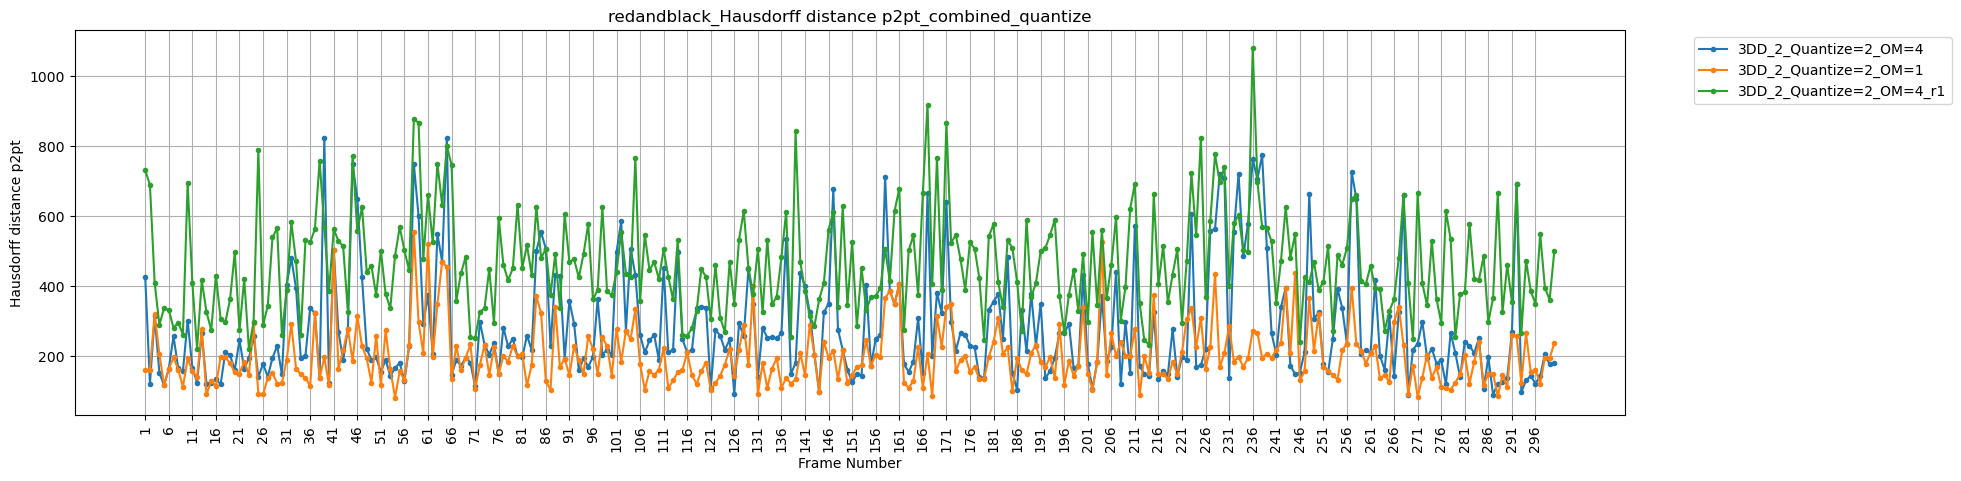 redandblack_Hausdorff distance p2pt_combined_quantize
3DD_2_Quantize=2_OM=4
3DD_2_Quantize=2_OM=1
3DD_2_Quantize=2_OM=4_r1
Hausdorff distance p2pt
1000
800
600
400
200
1 6 11 16 21 26 31 36 41 46 51 56 61 66 71 76 81 86 91 96 101 106 111 116 121 126 131 136 141 146 151 156 161 166 171 176 181 186 191 196 201 206 211 216 221 226 231 236 241 246 251 256 261 266 271 276 281 286 291 296
Frame Number